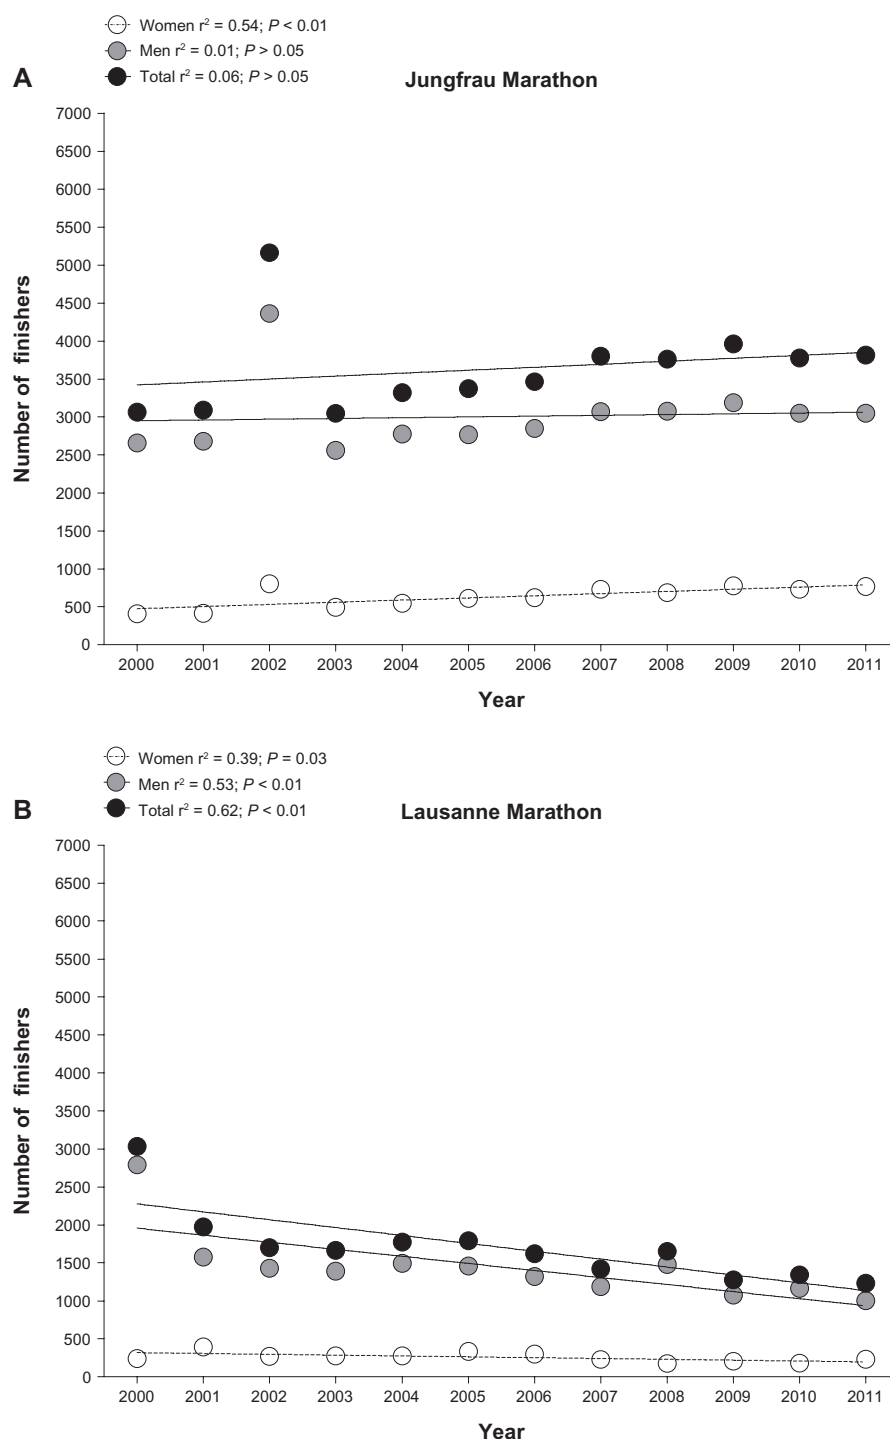 Women r² = 0.54; P < 0.01
Men r² = 0.01; P > 0.05
Total r² = 0.06; P > 0.05
A
Jungfrau Marathon
7000
6500
6000
5500
5000
4500
4000
3500
3000
2500
2000
1500
1000
500
0
Number of finishers
2000 2001 2002 2003 2004 2005 2006 2007 2008 2009 2010 2011
Year
Women r² = 0.39; P = 0.03
Men r² = 0.53; P < 0.01
Total r² = 0.62; P < 0.01
B
Lausanne Marathon
7000
6500
6000
5500
5000
4500
4000
3500
3000
2500
2000
1500
1000
500
0
Number of finishers
2000 2001 2002 2003 2004 2005 2006 2007 2008 2009 2010 2011
Year